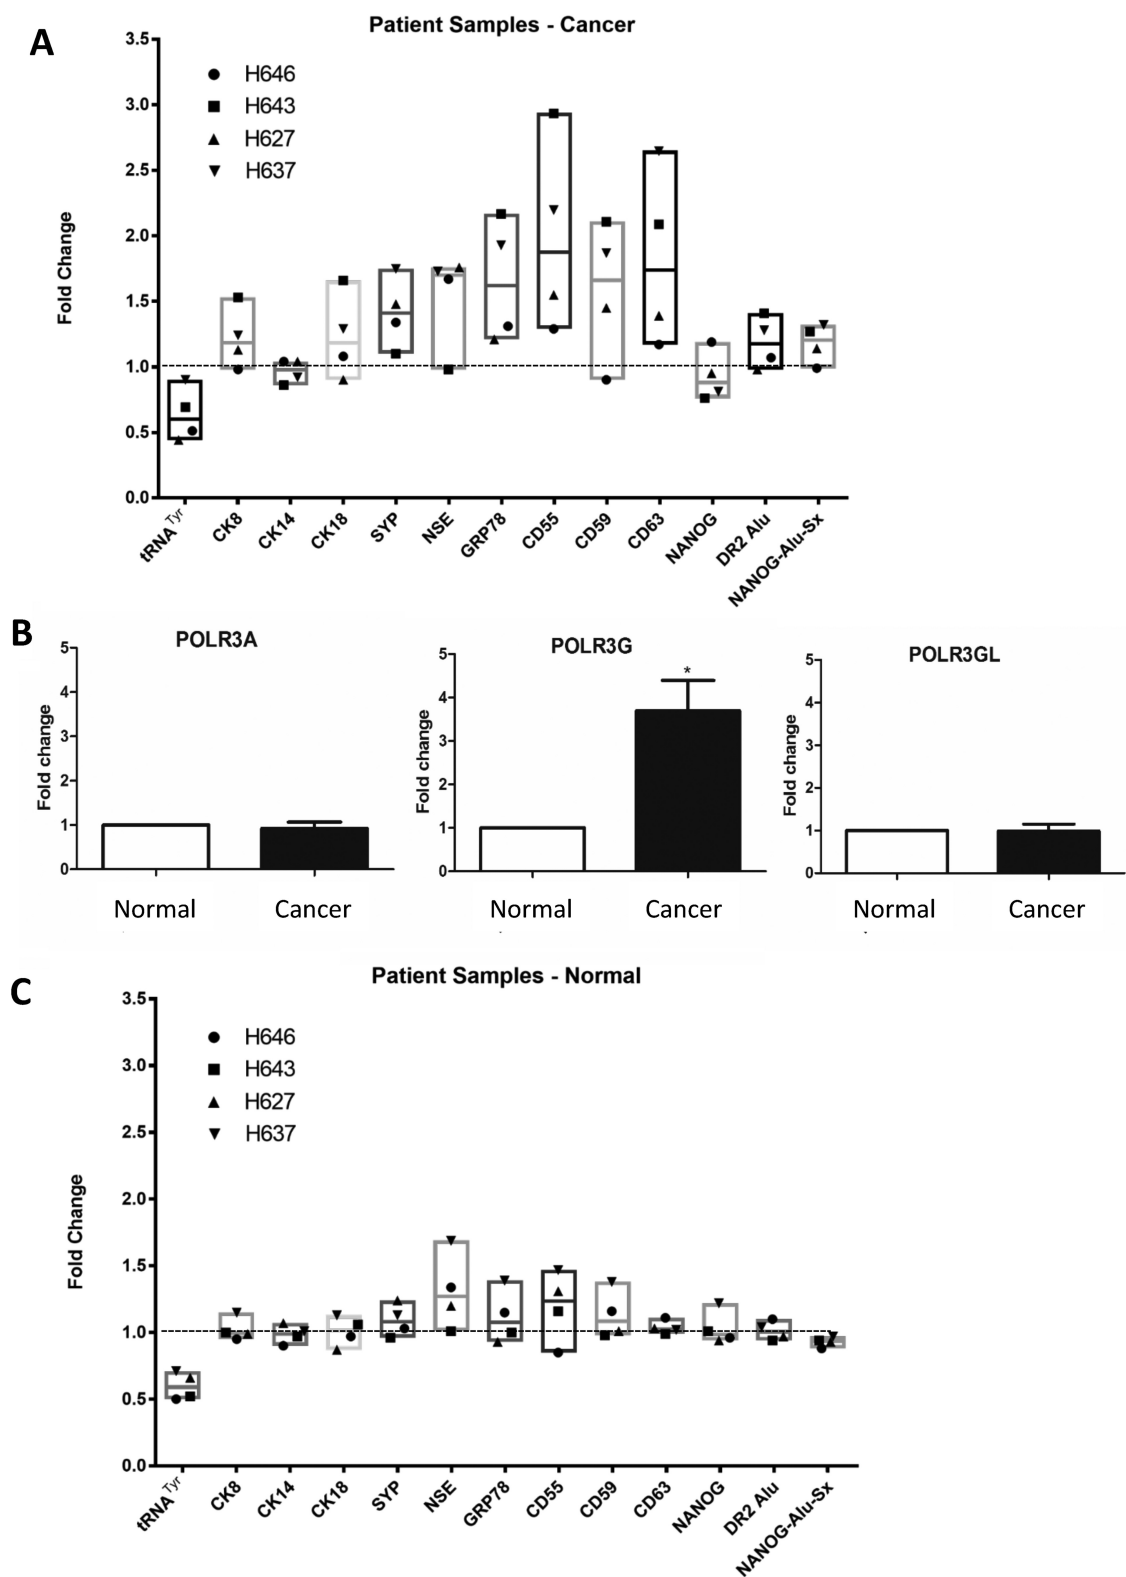 A
Patient Samples - Cancer
3.5
3.0
2.5
2.0
1.5
1.0
0.5
0.0
Fold Change
H646
H643
H627
H637
tRNA^Tyr
CK8
CK14
CK18
SYP
NSE
GRP78
CD55
CD59
CD63
NANOG
DR2 Alu
NANOG-Alu-Sx
B
POLR3A
5
4
3
2
1
0
Fold change
Normal
Cancer
POLR3G
5
4
3
2
1
0
Fold change
*
Normal
Cancer
POLR3GL
5
4
3
2
1
0
Fold change
Normal
Cancer
C
Patient Samples - Normal
3.5
3.0
2.5
2.0
1.5
1.0
0.5
0.0
Fold Change
H646
H643
H627
H637
tRNA^Tyr
CK8
CK14
CK18
SYP
NSE
GRP78
CD55
CD59
CD63
NANOG
DR2 Alu
NANOG-Alu-Sx